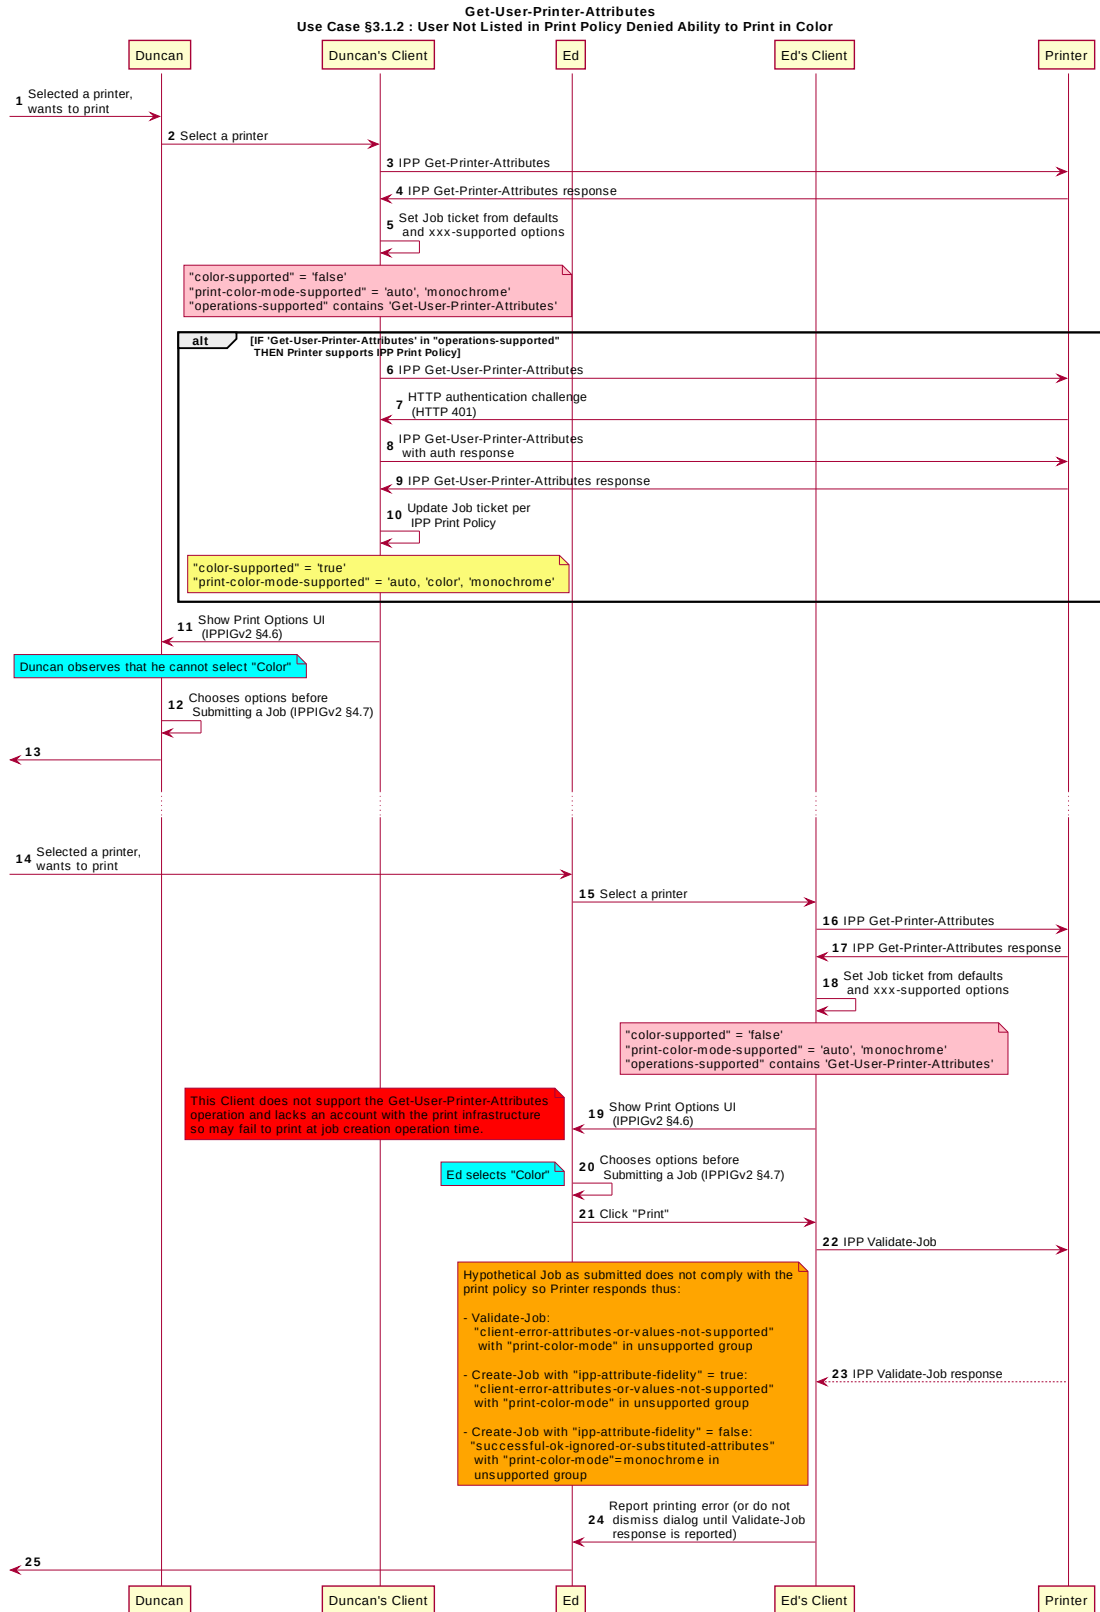 Get-User-Printer-Attributes
Use Case §3.1.2 : User Not Listed in Print Policy Denied Ability to Print in Color
Duncan
Duncan's Client
Ed
Ed's Client
Printer
1 Selected a printer,
wants to print
2 Select a printer
3 IPP Get-Printer-Attributes
4 IPP Get-Printer-Attributes response
5 Set Job ticket from defaults
and xxx-supported options
"color-supported" = 'false'
"print-color-mode-supported" = 'auto', 'monochrome'
"operations-supported" contains 'Get-User-Printer-Attributes'
alt
[IF 'Get-User-Printer-Attributes' in "operations-supported"
THEN Printer supports IPP Print Policy]
6 IPP Get-User-Printer-Attributes
7 HTTP authentication challenge
(HTTP 401)
8 IPP Get-User-Printer-Attributes
with auth response
9 IPP Get-User-Printer-Attributes response
10 Update Job ticket per
IPP Print Policy
"color-supported" = 'true'
"print-color-mode-supported" = 'auto, 'color', 'monochrome'
11 Show Print Options UI
(IPPIGv2 §4.6)
Duncan observes that he cannot select "Color"
12 Chooses options before
Submitting a Job (IPPIGv2 §4.7)
13
14 Selected a printer,
wants to print
15 Select a printer
16 IPP Get-Printer-Attributes
17 IPP Get-Printer-Attributes response
18 Set Job ticket from defaults
and xxx-supported options
"color-supported" = 'false'
"print-color-mode-supported" = 'auto', 'monochrome'
"operations-supported" contains 'Get-User-Printer-Attributes'
This Client does not support the Get-User-Printer-Attributes
operation and lacks an account with the print infrastructure
so may fail to print at job creation operation time.
19 Show Print Options UI
(IPPIGv2 §4.6)
Ed selects "Color"
20 Chooses options before
Submitting a Job (IPPIGv2 §4.7)
21 Click "Print"
22 IPP Validate-Job
Hypothetical Job as submitted does not comply with the
print policy so Printer responds thus:
- Validate-Job:
"client-error-attributes-or-values-not-supported"
with "print-color-mode" in unsupported group
- Create-Job with "ipp-attribute-fidelity" = true:
"client-error-attributes-or-values-not-supported"
with "print-color-mode" in unsupported group
- Create-Job with "ipp-attribute-fidelity" = false:
"successful-ok-ignored-or-substituted-attributes"
with "print-color-mode"=monochrome in
unsupported group
23 IPP Validate-Job response
24 Report printing error (or do not
dismiss dialog until Validate-Job
response is reported)
25
Duncan
Duncan's Client
Ed
Ed's Client
Printer